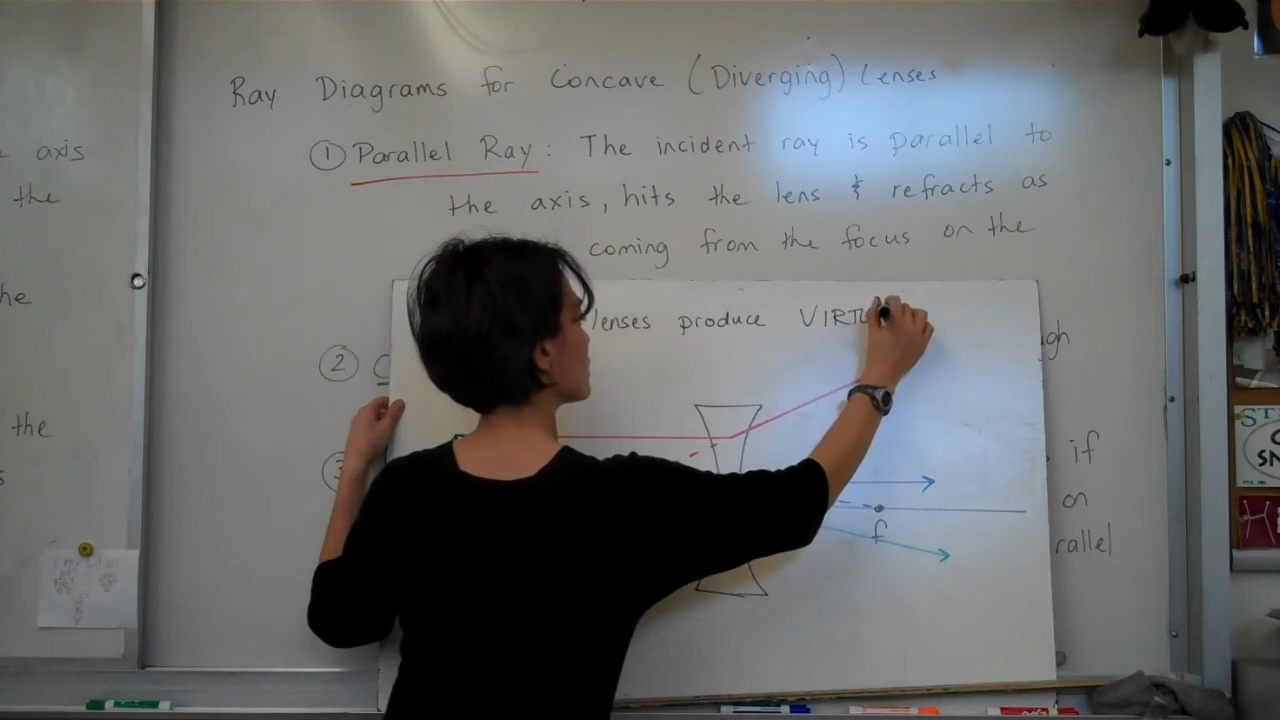 Ray Diagrams for Concave (Diverging) Lenses
① Parallel Ray: The incident ray is parallel to
the axis, hits the lens & refracts as
coming from the focus on the
lenses produce VIRTU
②
f
axis
the
he
the
if
on
rallel